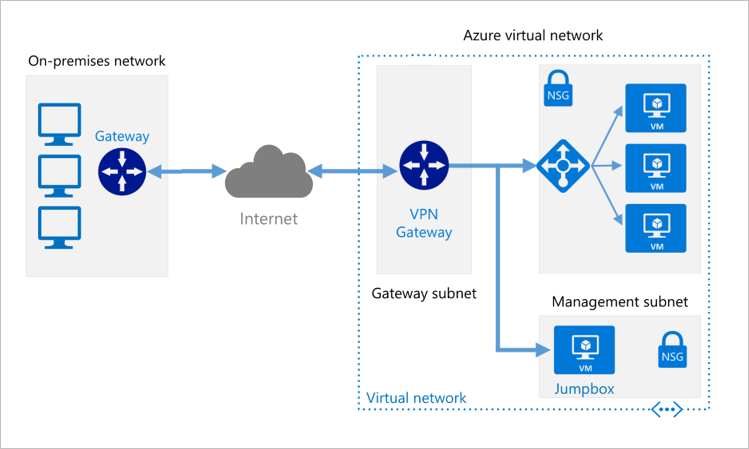 Azure virtual network
On-premises network
Gateway
Internet
VPN
Gateway
Gateway subnet
NSG
VM
VM
VM
Management subnet
VM
NSG
Jumpbox
Virtual network